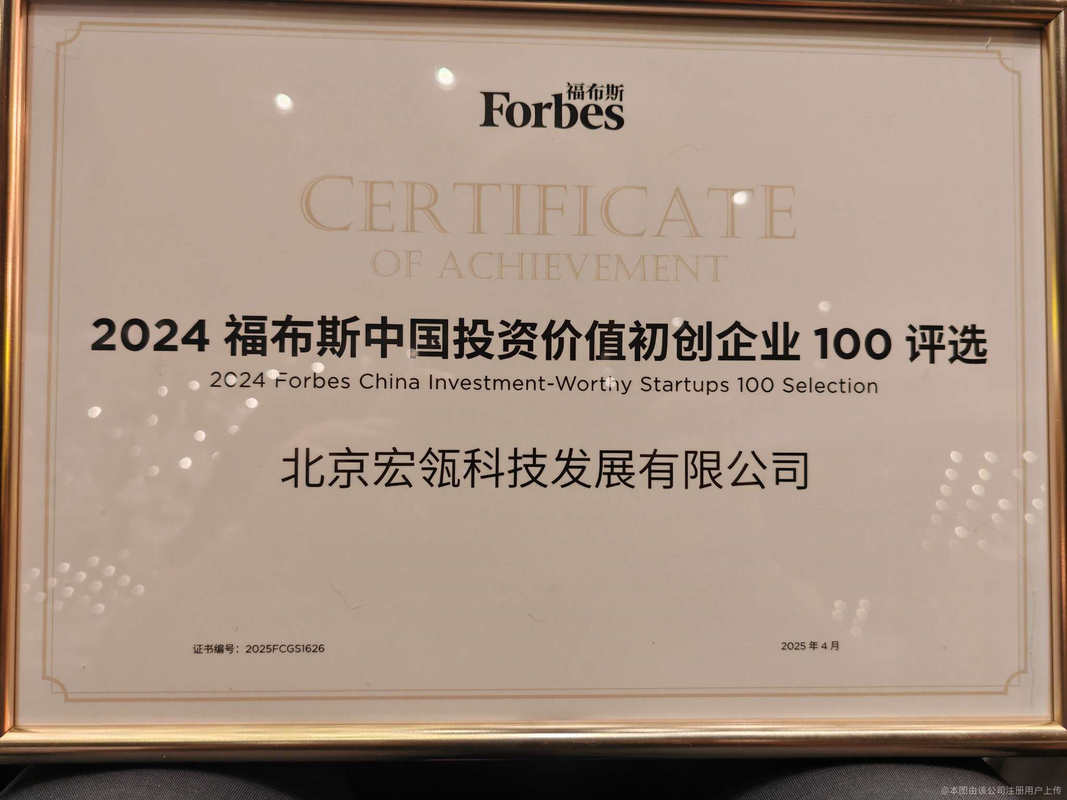 福布斯
Forbes
CERTIFICATE
OF ACHIEVEMENT
2024 福布斯中国投资价值初创企业 100 评选
2024 Forbes China Investment-Worthy Startups 100 Selection
北京宏瓴科技发展有限公司
证书编号：2025FCGS1626
2025 年 4 月
@本图由该公司注册用户上传